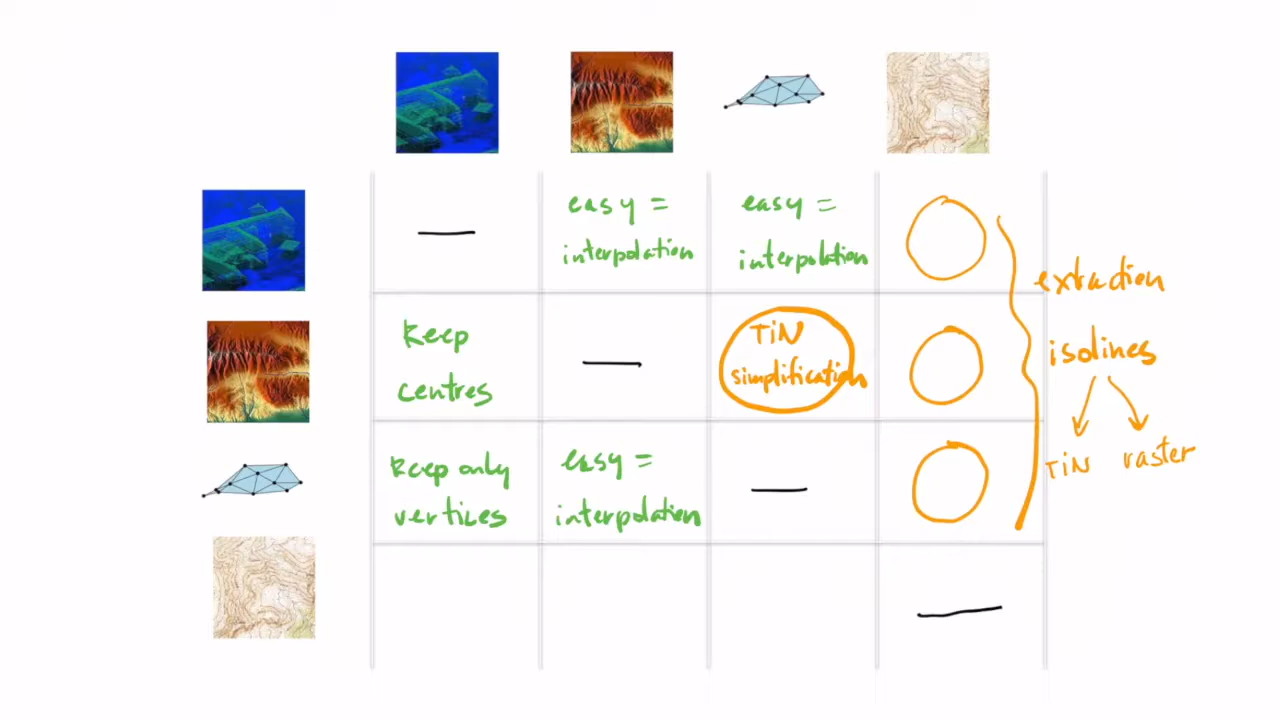 easy =
interpolation
easy =
interpolation
extraction
isolines
TiN raster
Keep
centres
TiN
simplification
Keep only
vertices
easy =
interpolation